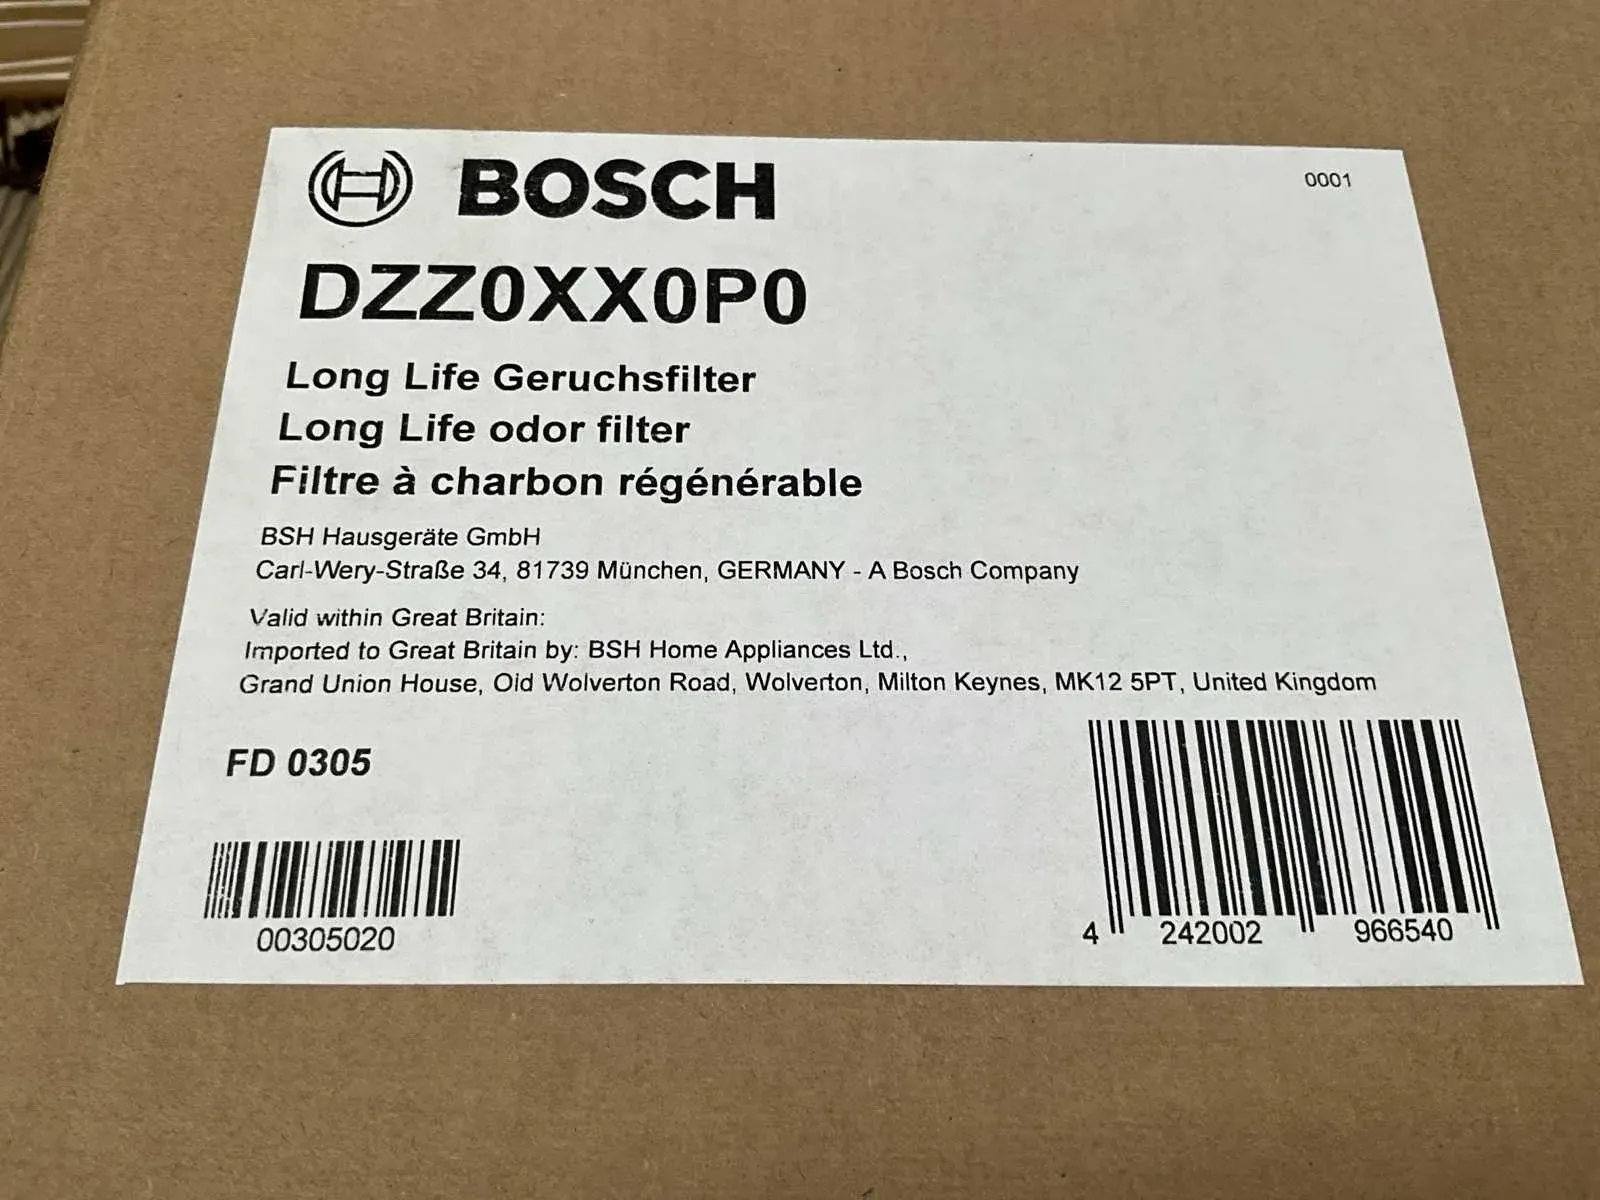 BOSCH
0001
DZZ0XX0P0
Long Life Geruchsfilter
Long Life odor filter
Filtre à charbon régénérable
BSH Hausgeräte GmbH
Carl-Wery-Straße 34, 81739 München, GERMANY - A Bosch Company
Valid within Great Britain:
Imported to Great Britain by: BSH Home Appliances Ltd.,
Grand Union House, Old Wolverton Road, Wolverton, Milton Keynes, MK12 5PT, United Kingdom
FD 0305
00305020
4 242002 966540